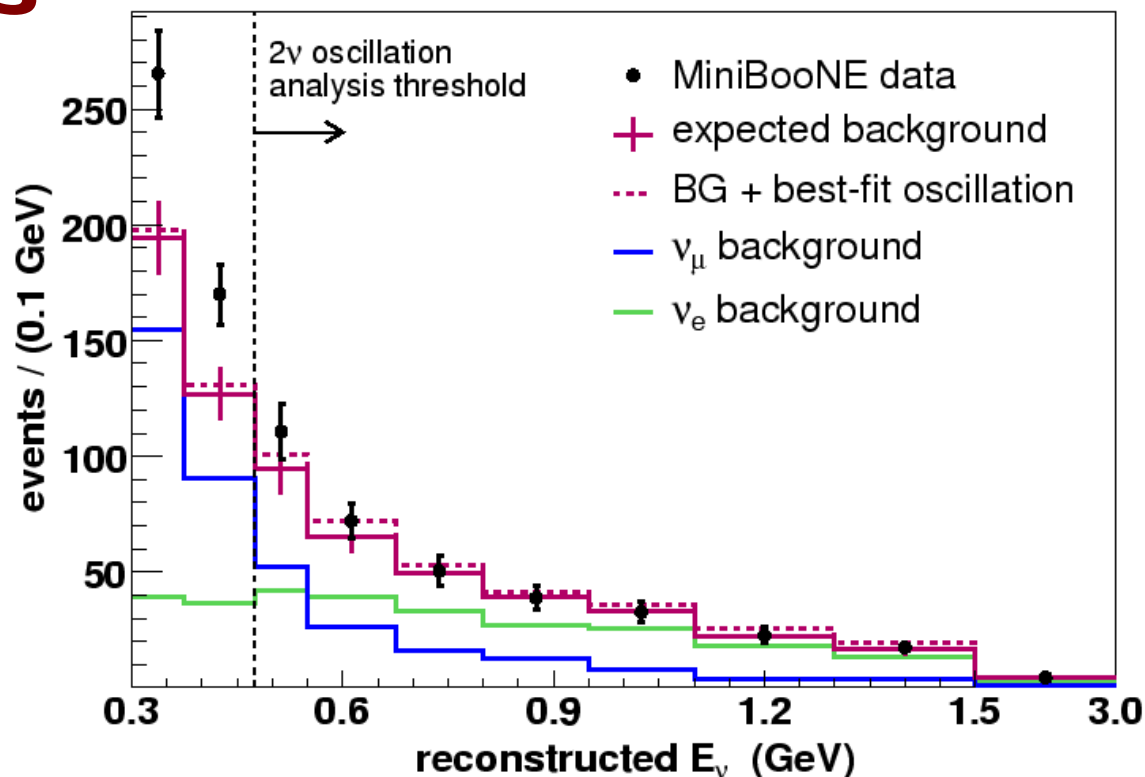 2ν oscillation
analysis threshold
MiniBooNE data
expected background
BG + best-fit oscillation
νμ background
νe background
events / (0.1 GeV)
250
200
150
100
50
0.3 0.6 0.9 1.2 1.5 3.0
reconstructed Eν (GeV)